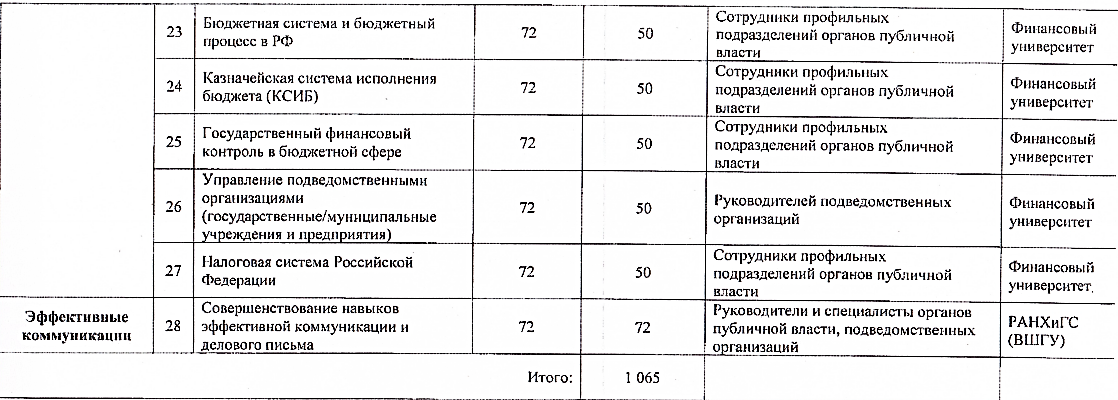 23
Бюджетная система и бюджетный
процесс в РФ
72
50
Сотрудники профильных
подразделений органов публичной
власти
Финансовый
университет
24
Казначейская система исполнения
бюджета (КСИБ)
72
50
Сотрудники профильных
подразделений органов публичной
власти
Финансовый
университет
25
Государственный финансовый
контроль в бюджетной сфере
72
50
Сотрудники профильных
подразделений органов публичной
власти
Финансовый
университет
26
Управление подведомственными
организациями
(государственные/муниципальные
учреждения и предприятия)
72
50
Руководителей подведомственных
организаций
Финансовый
университет
27
Налоговая система Российской
Федерации
72
50
Сотрудники профильных
подразделений органов публичной
власти
Финансовый
университет
Эффективные
коммуникации
28
Совершенствование навыков
эффективной коммуникации и
делового письма
72
72
Руководители и специалисты органов
публичной власти, подведомственных
организаций
РАНХиГС
(ВШГУ)
Итого:
1 065